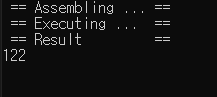 == Assembling ... ==
== Executing ...  ==
== Result         ==
122